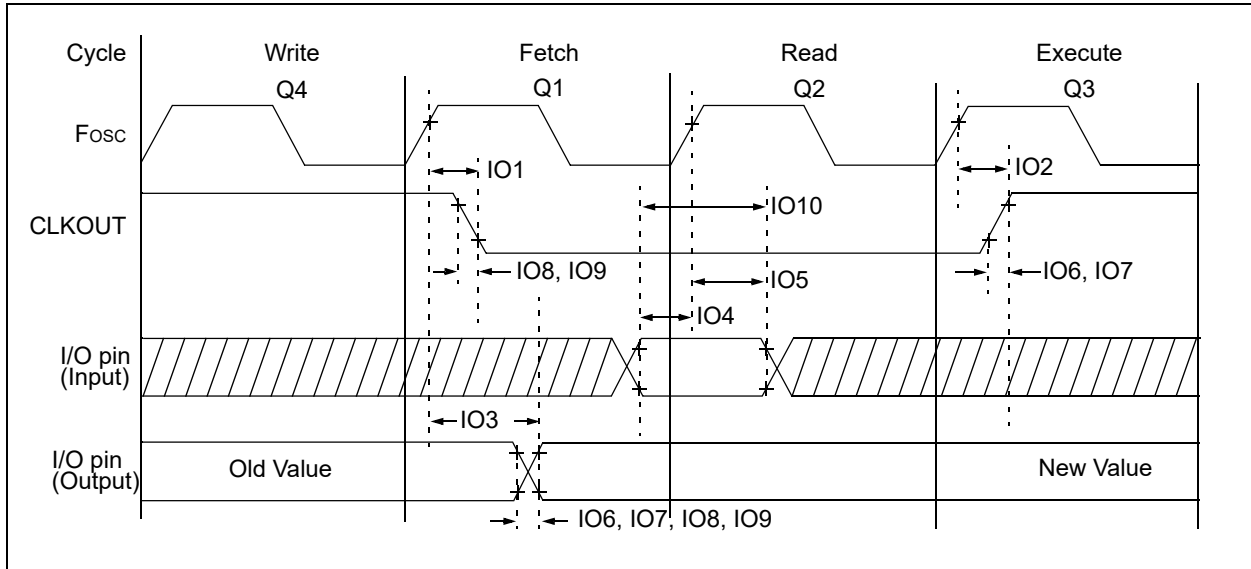 Cycle Write Fetch Read Execute
Q4 Q1 Q2 Q3
Fosc
IO1 IO2
IO10
CLKOUT
IO8, IO9 IO6, IO7
IO5
IO4
I/O pin
(Input)
IO3
I/O pin
(Output)
Old Value New Value
IO6, IO7, IO8, IO9